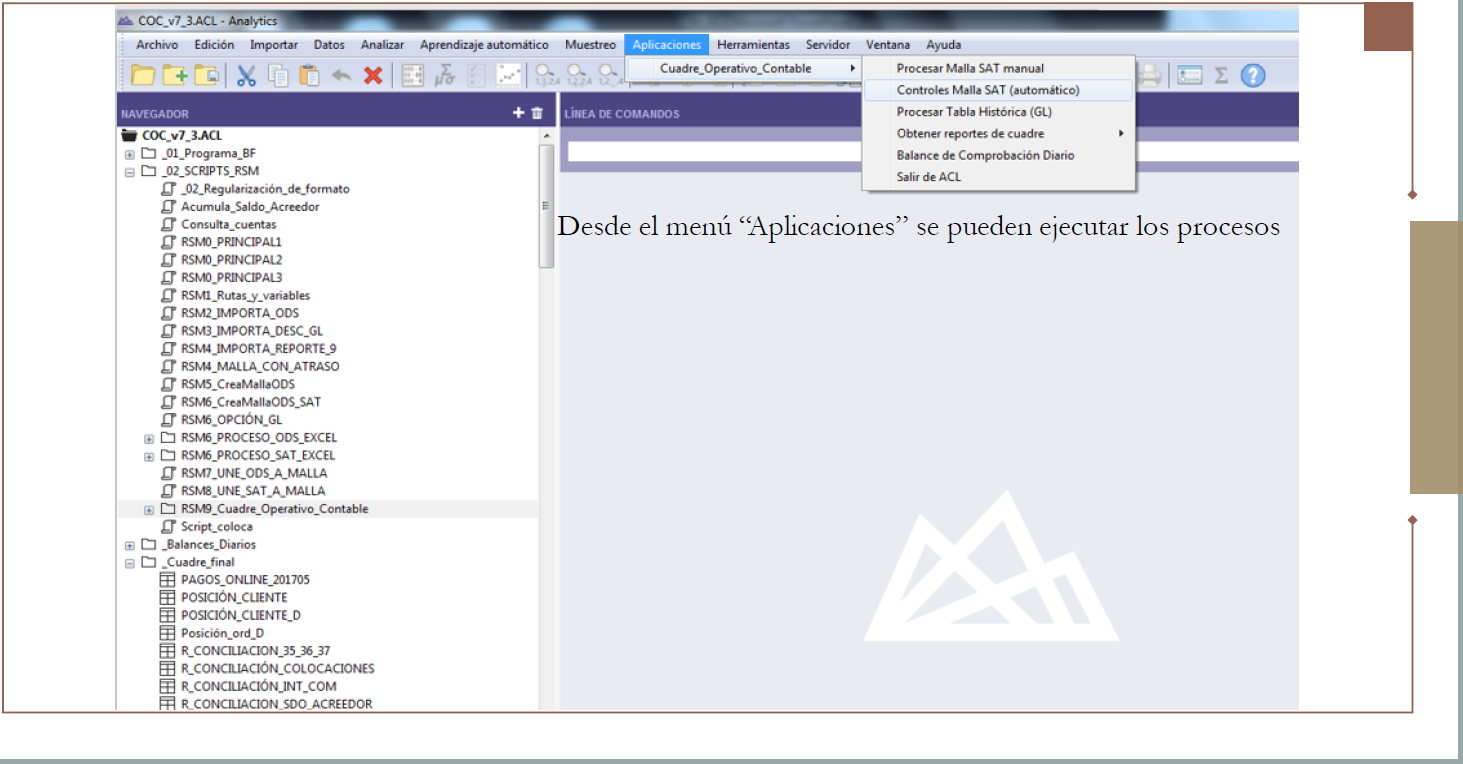 COC_v7_3.ACL - Analytics
Archivo Edición Importar Datos Analizar Aprendizaje automático Muestreo Aplicaciones Herramientas Servidor Ventana Ayuda
Cuadre_Operativo_Contable
Procesar Malla SAT manual
Controles Malla SAT (automático)
Procesar Tabla Histórica (GL)
Obtener reportes de cuadre
Balance de Comprobación Diario
Salir de ACL
NAVEGADOR
LÍNEA DE COMANDOS
COC_v7_3.ACL
_01_Programa_BF
_02_SCRIPTS_RSM
_02_Regularización_de_formato
Acumula_Saldo_Acreedor
Consulta_cuentas
RSM0_PRINCIPAL1
RSM0_PRINCIPAL2
RSM0_PRINCIPAL3
RSM1_Rutas_y_variables
RSM2_IMPORTA_ODS
RSM3_IMPORTA_DESC_GL
RSM4_IMPORTA_REPORTE_9
RSM4_MALLA_CON_ATRASO
RSM5_CreaMallaODS
RSM6_CreaMallaODS_SAT
RSM6_OPCIÓN_GL
RSM6_PROCESO_ODS_EXCEL
RSM6_PROCESO_SAT_EXCEL
RSM7_UNE_ODS_A_MALLA
RSM8_UNE_SAT_A_MALLA
RSM9_Cuadre_Operativo_Contable
Script_coloca
_Balances_Diarios
_Cuadre_final
PAGOS_ONLINE_201705
POSICIÓN_CLIENTE
POSICIÓN_CLIENTE_D
Posición_ord_D
R_CONCILIACION_35_36_37
R_CONCILIACIÓN_COLOCACIONES
R_CONCILIACIÓN_INT_COM
R_CONCILIACION_SDO_ACREEDOR
Desde el menú “Aplicaciones” se pueden ejecutar los procesos